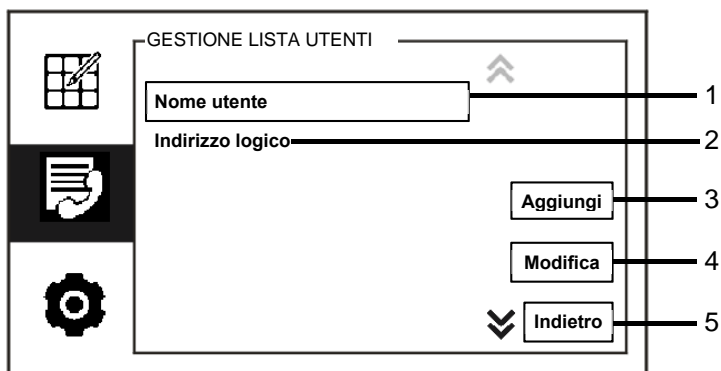 GESTIONE LISTA UTENTI
Nome utente 1
Indirizzo logico 2
Aggiungi 3
Modifica 4
Indietro 5